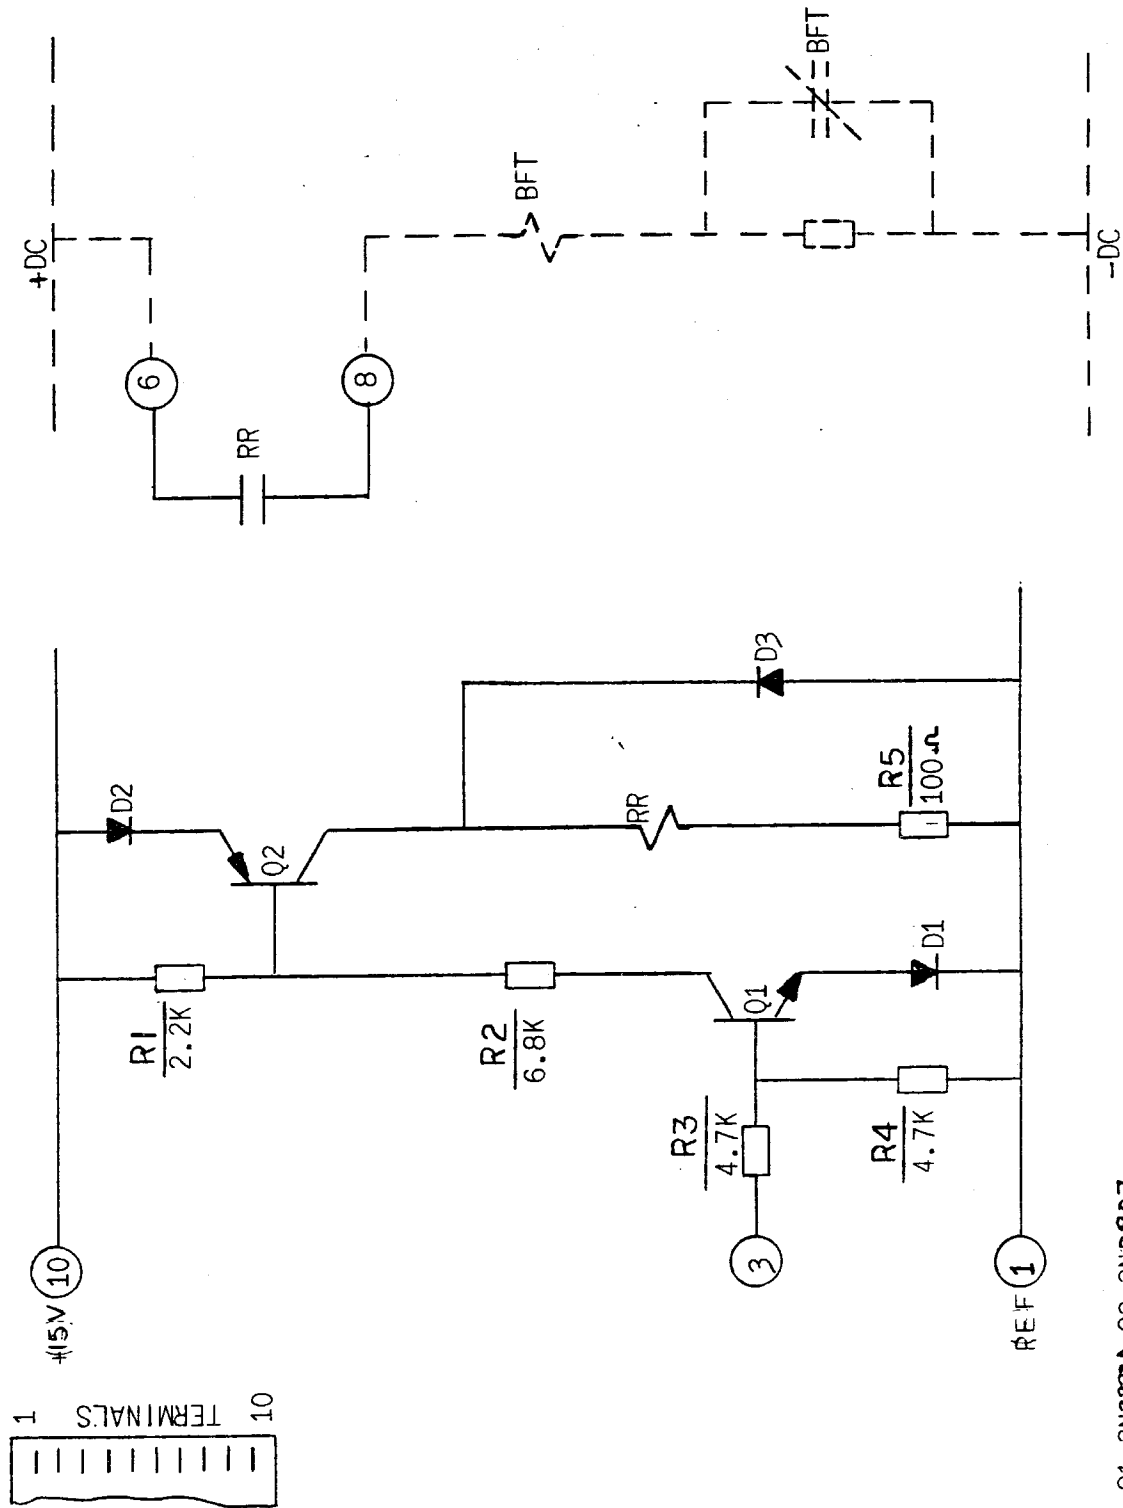 1
TERMINALS
10
+15V
10
3
REF
1
R1
2.2K
R2
6.8K
R3
4.7K
R4
4.7K
Q1
D1
Q2
D2
RR
R5
100Ω
D3
RR
6
8
+DC
BFT
BFT
-DC